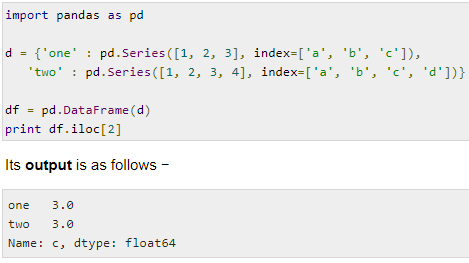 import pandas as pd
d = {'one' : pd.Series([1, 2, 3], index=['a', 'b', 'c']),
'two' : pd.Series([1, 2, 3, 4], index=['a', 'b', 'c', 'd'])}
df = pd.DataFrame(d)
print df.iloc[2]
Its output is as follows −
one 3.0
two 3.0
Name: c, dtype: float64